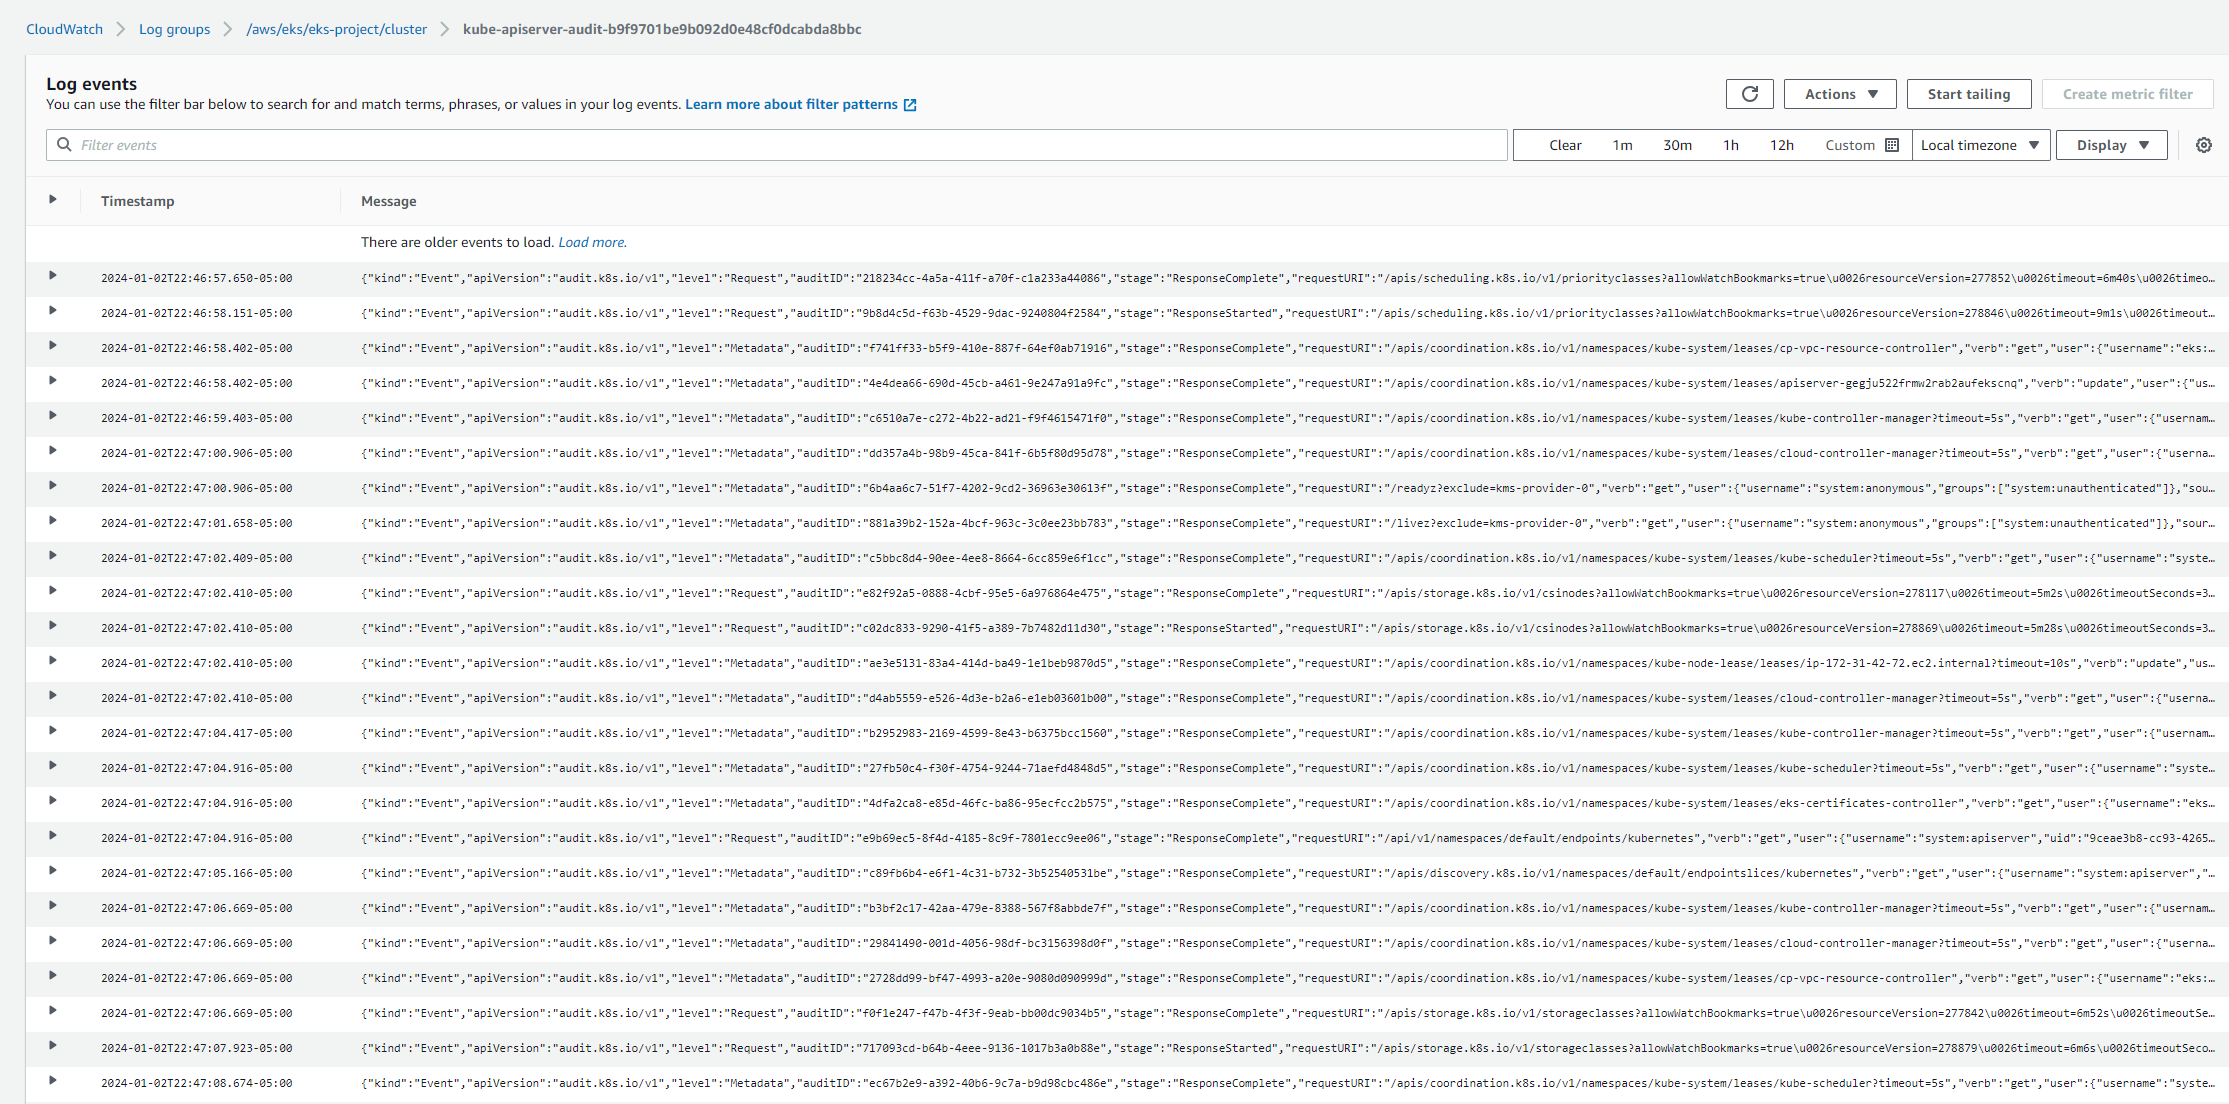 CloudWatch > Log groups > /aws/eks/eks-project/cluster > kube-apiserver-audit-b9f9701be9b092d0e48cf0dcabda8bbc
Log events
You can use the filter bar below to search for and match terms, phrases, or values in your log events. Learn more about filter patterns
Actions Start tailing Create metric filter
Filter events Clear 1m 30m 1h 12h Custom Local timezone Display
Timestamp Message
There are older events to load. Load more.
2024-01-02T22:46:57.650-05:00 {"kind":"Event","apiVersion":"audit.k8s.io/v1","level":"Request","auditID":"218234cc-4a5a-411f-a70f-c1a233a44086","stage":"ResponseComplete","requestURI":"/apis/scheduling.k8s.io/v1/priorityclasses?allowWatchBookmarks=true\u0026resourceVersion=277852\u0026timeout=6m40s\u0026timeo…
2024-01-02T22:46:58.151-05:00 {"kind":"Event","apiVersion":"audit.k8s.io/v1","level":"Request","auditID":"9b8d4c5d-f63b-4529-9dac-9240804f2584","stage":"ResponseStarted","requestURI":"/apis/scheduling.k8s.io/v1/priorityclasses?allowWatchBookmarks=true\u0026resourceVersion=278846\u0026timeout=9m1s\u0026timeout…
2024-01-02T22:46:58.402-05:00 {"kind":"Event","apiVersion":"audit.k8s.io/v1","level":"Metadata","auditID":"f741ff33-b5f9-410e-887f-64ef0ab71916","stage":"ResponseComplete","requestURI":"/apis/coordination.k8s.io/v1/namespaces/kube-system/leases/cp-vpc-resource-controller","verb":"get","user":{"username":"eks:…
2024-01-02T22:46:58.402-05:00 {"kind":"Event","apiVersion":"audit.k8s.io/v1","level":"Metadata","auditID":"4e4dea66-690d-45cb-a461-9e247a91a9fc","stage":"ResponseComplete","requestURI":"/apis/coordination.k8s.io/v1/namespaces/kube-system/leases/apiserver-gegju522frmw2rab2aufekscnq","verb":"update","user":{"us…
2024-01-02T22:46:59.403-05:00 {"kind":"Event","apiVersion":"audit.k8s.io/v1","level":"Metadata","auditID":"c6510a7e-c272-4b22-ad21-f9f4615471f0","stage":"ResponseComplete","requestURI":"/apis/coordination.k8s.io/v1/namespaces/kube-system/leases/kube-controller-manager?timeout=5s","verb":"get","user":{"usernam…
2024-01-02T22:47:00.906-05:00 {"kind":"Event","apiVersion":"audit.k8s.io/v1","level":"Metadata","auditID":"dd357a4b-98b9-45ca-841f-6b5f80d95d78","stage":"ResponseComplete","requestURI":"/apis/coordination.k8s.io/v1/namespaces/kube-system/leases/cloud-controller-manager?timeout=5s","verb":"get","user":{"userna…
2024-01-02T22:47:00.906-05:00 {"kind":"Event","apiVersion":"audit.k8s.io/v1","level":"Metadata","auditID":"6b4aa6c7-51f7-4202-9cd2-36963e30613f","stage":"ResponseComplete","requestURI":"/readyz?exclude=kms-provider-0","verb":"get","user":{"username":"system:anonymous","groups":["system:unauthenticated"]},"sou…
2024-01-02T22:47:01.658-05:00 {"kind":"Event","apiVersion":"audit.k8s.io/v1","level":"Metadata","auditID":"881a39b2-152a-4bcf-963c-3c0ee23bb783","stage":"ResponseComplete","requestURI":"/livez?exclude=kms-provider-0","verb":"get","user":{"username":"system:anonymous","groups":["system:unauthenticated"]},"sour…
2024-01-02T22:47:02.409-05:00 {"kind":"Event","apiVersion":"audit.k8s.io/v1","level":"Metadata","auditID":"c5bbc8d4-90ee-4ee8-8664-6cc859e6f1cc","stage":"ResponseComplete","requestURI":"/apis/coordination.k8s.io/v1/namespaces/kube-system/leases/kube-scheduler?timeout=5s","verb":"get","user":{"username":"syste…
2024-01-02T22:47:02.410-05:00 {"kind":"Event","apiVersion":"audit.k8s.io/v1","level":"Request","auditID":"e82f92a5-0888-4cbf-95e5-6a976864e475","stage":"ResponseComplete","requestURI":"/apis/storage.k8s.io/v1/csinodes?allowWatchBookmarks=true\u0026resourceVersion=278117\u0026timeout=5m2s\u0026timeoutSeconds=3…
2024-01-02T22:47:02.410-05:00 {"kind":"Event","apiVersion":"audit.k8s.io/v1","level":"Request","auditID":"c02dc833-9290-41f5-a389-7b7482d11d30","stage":"ResponseStarted","requestURI":"/apis/storage.k8s.io/v1/csinodes?allowWatchBookmarks=true\u0026resourceVersion=278869\u0026timeout=5m28s\u0026timeoutSeconds=3…
2024-01-02T22:47:02.410-05:00 {"kind":"Event","apiVersion":"audit.k8s.io/v1","level":"Metadata","auditID":"ae3e5131-83a4-414d-ba49-1e1beb9870d5","stage":"ResponseComplete","requestURI":"/apis/coordination.k8s.io/v1/namespaces/kube-node-lease/leases/ip-172-31-42-72.ec2.internal?timeout=10s","verb":"update","us…
2024-01-02T22:47:02.410-05:00 {"kind":"Event","apiVersion":"audit.k8s.io/v1","level":"Metadata","auditID":"d4ab5559-e526-4d3e-b2a6-e1eb03601b00","stage":"ResponseComplete","requestURI":"/apis/coordination.k8s.io/v1/namespaces/kube-system/leases/cloud-controller-manager?timeout=5s","verb":"get","user":{"userna…
2024-01-02T22:47:04.417-05:00 {"kind":"Event","apiVersion":"audit.k8s.io/v1","level":"Metadata","auditID":"b2952983-2169-4599-8e43-b6375bcc1560","stage":"ResponseComplete","requestURI":"/apis/coordination.k8s.io/v1/namespaces/kube-system/leases/kube-controller-manager?timeout=5s","verb":"get","user":{"usernam…
2024-01-02T22:47:04.916-05:00 {"kind":"Event","apiVersion":"audit.k8s.io/v1","level":"Metadata","auditID":"27fb50c4-f30f-4754-9244-71aefd4848d5","stage":"ResponseComplete","requestURI":"/apis/coordination.k8s.io/v1/namespaces/kube-system/leases/kube-scheduler?timeout=5s","verb":"get","user":{"username":"syste…
2024-01-02T22:47:04.916-05:00 {"kind":"Event","apiVersion":"audit.k8s.io/v1","level":"Metadata","auditID":"4dfa2ca8-e85d-46fc-ba86-95ecfcc2b575","stage":"ResponseComplete","requestURI":"/apis/coordination.k8s.io/v1/namespaces/kube-system/leases/eks-certificates-controller","verb":"get","user":{"username":"eks…
2024-01-02T22:47:04.916-05:00 {"kind":"Event","apiVersion":"audit.k8s.io/v1","level":"Request","auditID":"e9b69ec5-8f4d-4185-8c9f-7801ecc9ee06","stage":"ResponseComplete","requestURI":"/api/v1/namespaces/default/endpoints/kubernetes","verb":"get","user":{"username":"system:apiserver","uid":"9ceae3b8-cc93-4265…
2024-01-02T22:47:05.166-05:00 {"kind":"Event","apiVersion":"audit.k8s.io/v1","level":"Metadata","auditID":"c89fb6b4-e6f1-4c31-b732-3b52540531be","stage":"ResponseComplete","requestURI":"/apis/discovery.k8s.io/v1/namespaces/default/endpointslices/kubernetes","verb":"get","user":{"username":"system:apiserver","…
2024-01-02T22:47:06.669-05:00 {"kind":"Event","apiVersion":"audit.k8s.io/v1","level":"Metadata","auditID":"b3bf2c17-42aa-479e-8388-567f8abbde7f","stage":"ResponseComplete","requestURI":"/apis/coordination.k8s.io/v1/namespaces/kube-system/leases/kube-controller-manager?timeout=5s","verb":"get","user":{"usernam…
2024-01-02T22:47:06.669-05:00 {"kind":"Event","apiVersion":"audit.k8s.io/v1","level":"Metadata","auditID":"29841490-001d-4056-98df-bc3156398d0f","stage":"ResponseComplete","requestURI":"/apis/coordination.k8s.io/v1/namespaces/kube-system/leases/cloud-controller-manager?timeout=5s","verb":"get","user":{"userna…
2024-01-02T22:47:06.669-05:00 {"kind":"Event","apiVersion":"audit.k8s.io/v1","level":"Metadata","auditID":"2728dd99-bf47-4993-a20e-9080d090999d","stage":"ResponseComplete","requestURI":"/apis/coordination.k8s.io/v1/namespaces/kube-system/leases/cp-vpc-resource-controller","verb":"get","user":{"username":"eks:…
2024-01-02T22:47:06.669-05:00 {"kind":"Event","apiVersion":"audit.k8s.io/v1","level":"Request","auditID":"f0f1e247-f47b-4f3f-9eab-bb00dc9034b5","stage":"ResponseComplete","requestURI":"/apis/storage.k8s.io/v1/storageclasses?allowWatchBookmarks=true\u0026resourceVersion=277842\u0026timeout=6m52s\u0026timeoutSe…
2024-01-02T22:47:07.923-05:00 {"kind":"Event","apiVersion":"audit.k8s.io/v1","level":"Request","auditID":"717093cd-b64b-4eee-9136-1017b3a0b88e","stage":"ResponseStarted","requestURI":"/apis/storage.k8s.io/v1/storageclasses?allowWatchBookmarks=true\u0026resourceVersion=278879\u0026timeout=6m6s\u0026timeoutSeco…
2024-01-02T22:47:08.674-05:00 {"kind":"Event","apiVersion":"audit.k8s.io/v1","level":"Metadata","auditID":"ec67b2e9-a392-40b6-9c7a-b9d98cbc486e","stage":"ResponseComplete","requestURI":"/apis/coordination.k8s.io/v1/namespaces/kube-system/leases/kube-scheduler?timeout=5s","verb":"get","user":{"username":"syste…